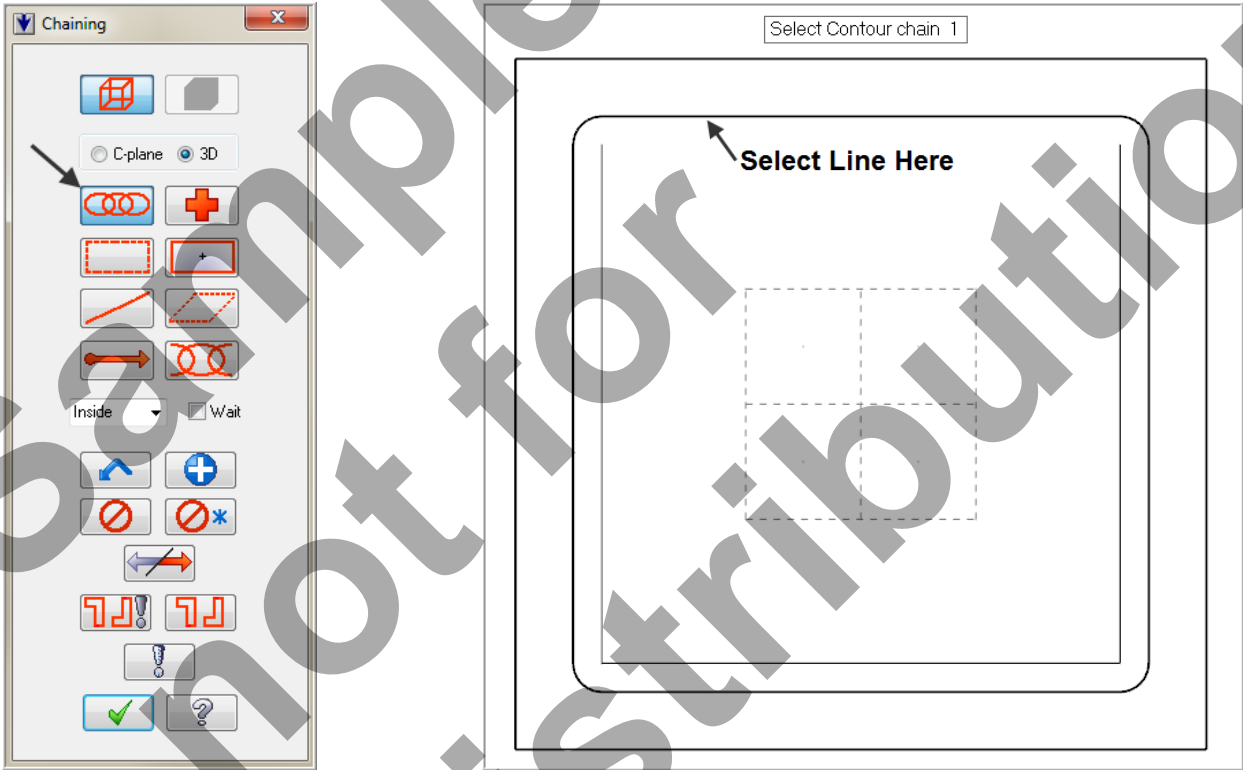 Chaining
Select Contour chain 1
C-plane 3D
Select Line Here
Inside Wait
Sample
not for
distribution